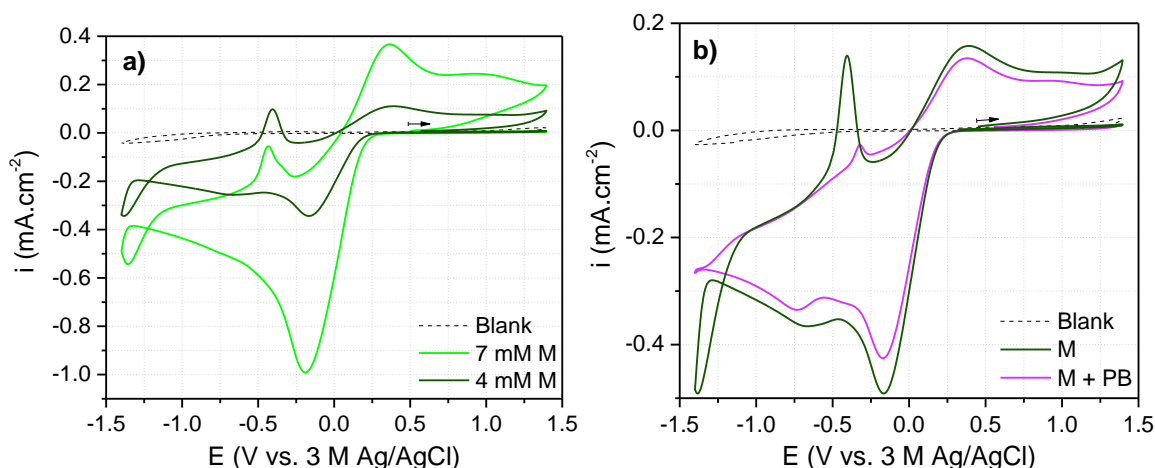 a)
0.4
0.2
0.0
-0.2
-0.4
-0.6
-0.8
-1.0
i (mA.cm-2)
Blank
7 mM M
4 mM M
-1.5 -1.0 -0.5 0.0 0.5 1.0 1.5
E (V vs. 3 M Ag/AgCl)
b)
0.2
0.0
-0.2
-0.4
i (mA.cm-2)
Blank
M
M + PB
-1.5 -1.0 -0.5 0.0 0.5 1.0 1.5
E (V vs. 3 M Ag/AgCl)